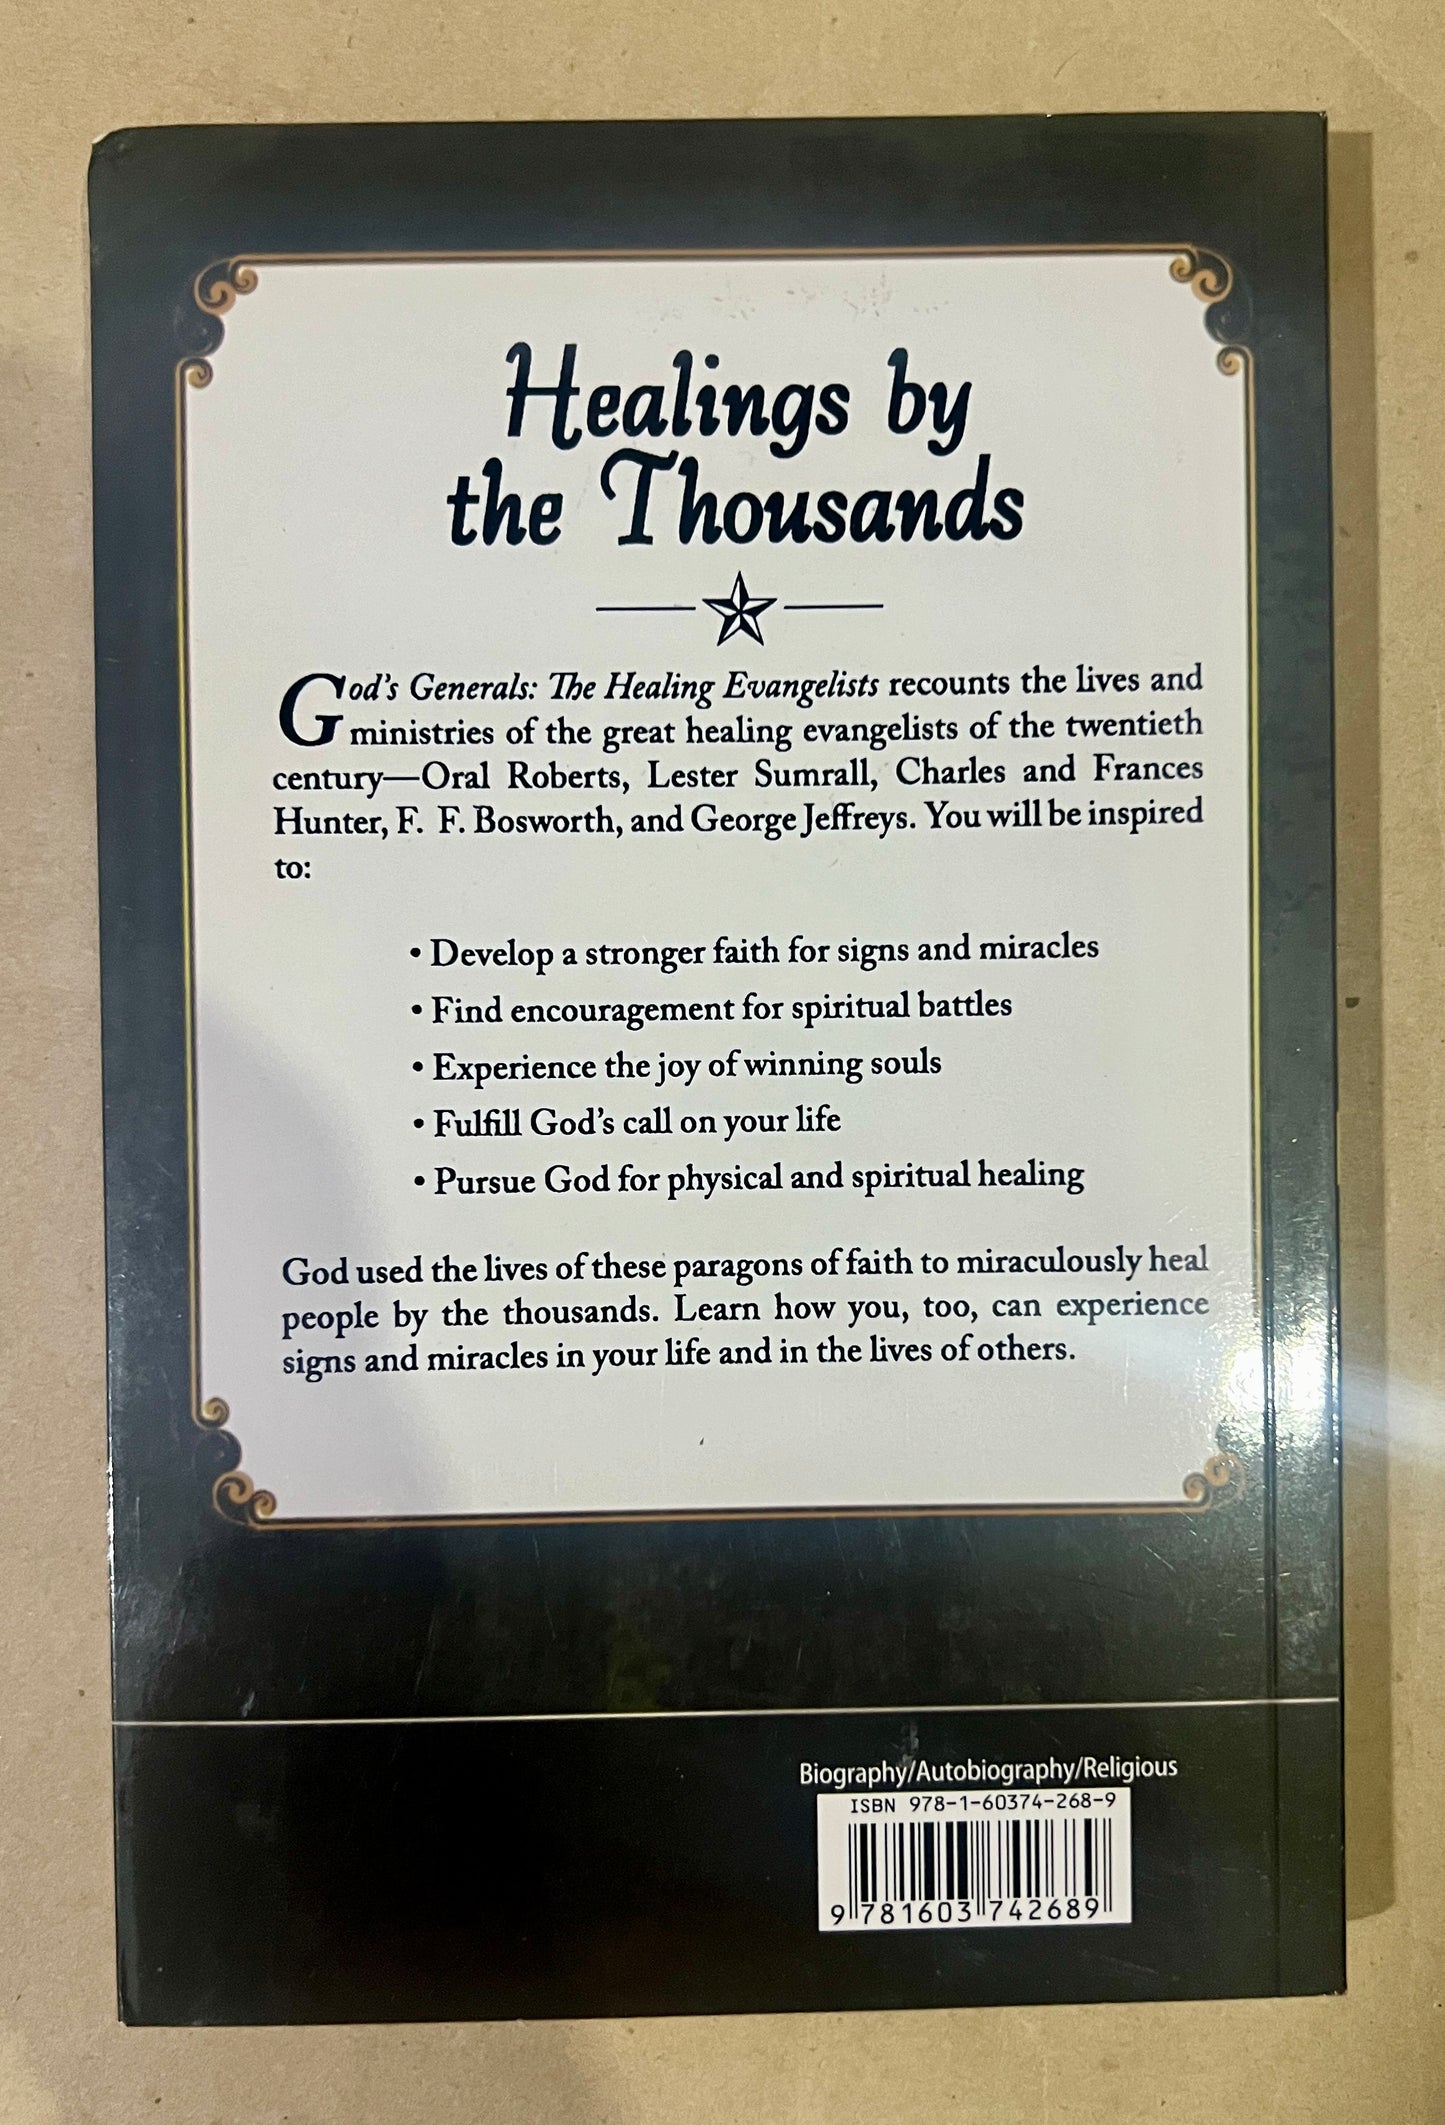 Healings by
the Thousands
God's Generals: The Healing Evangelists recounts the lives and
ministries of the great healing evangelists of the twentieth
century—Oral Roberts, Lester Sumrall, Charles and Frances
Hunter, F. F. Bosworth, and George Jeffreys. You will be inspired
to:
• Develop a stronger faith for signs and miracles
• Find encouragement for spiritual battles
• Experience the joy of winning souls
• Fulfill God's call on your life
• Pursue God for physical and spiritual healing
God used the lives of these paragons of faith to miraculously heal
people by the thousands. Learn how you, too, can experience
signs and miracles in your life and in the lives of others.
Biography/Autobiography/Religious
ISBN 978-1-60374-268-9
9 781603 742689